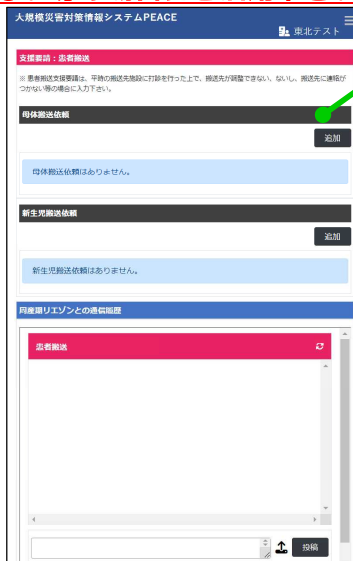 大規模災害対策情報システムPEACE
東北テスト
支援要請：患者搬送
※ 患者搬送支援要請は、平時の搬送先施設に打診を行った上で、搬送先が調整できない、ないし、搬送先に連絡が
つかない等の場合に入力下さい。
母体搬送依頼
追加
母体搬送依頼はありません。
新生児搬送依頼
追加
新生児搬送依頼はありません。
周産期リエゾンとの通信履歴
患者搬送
投稿